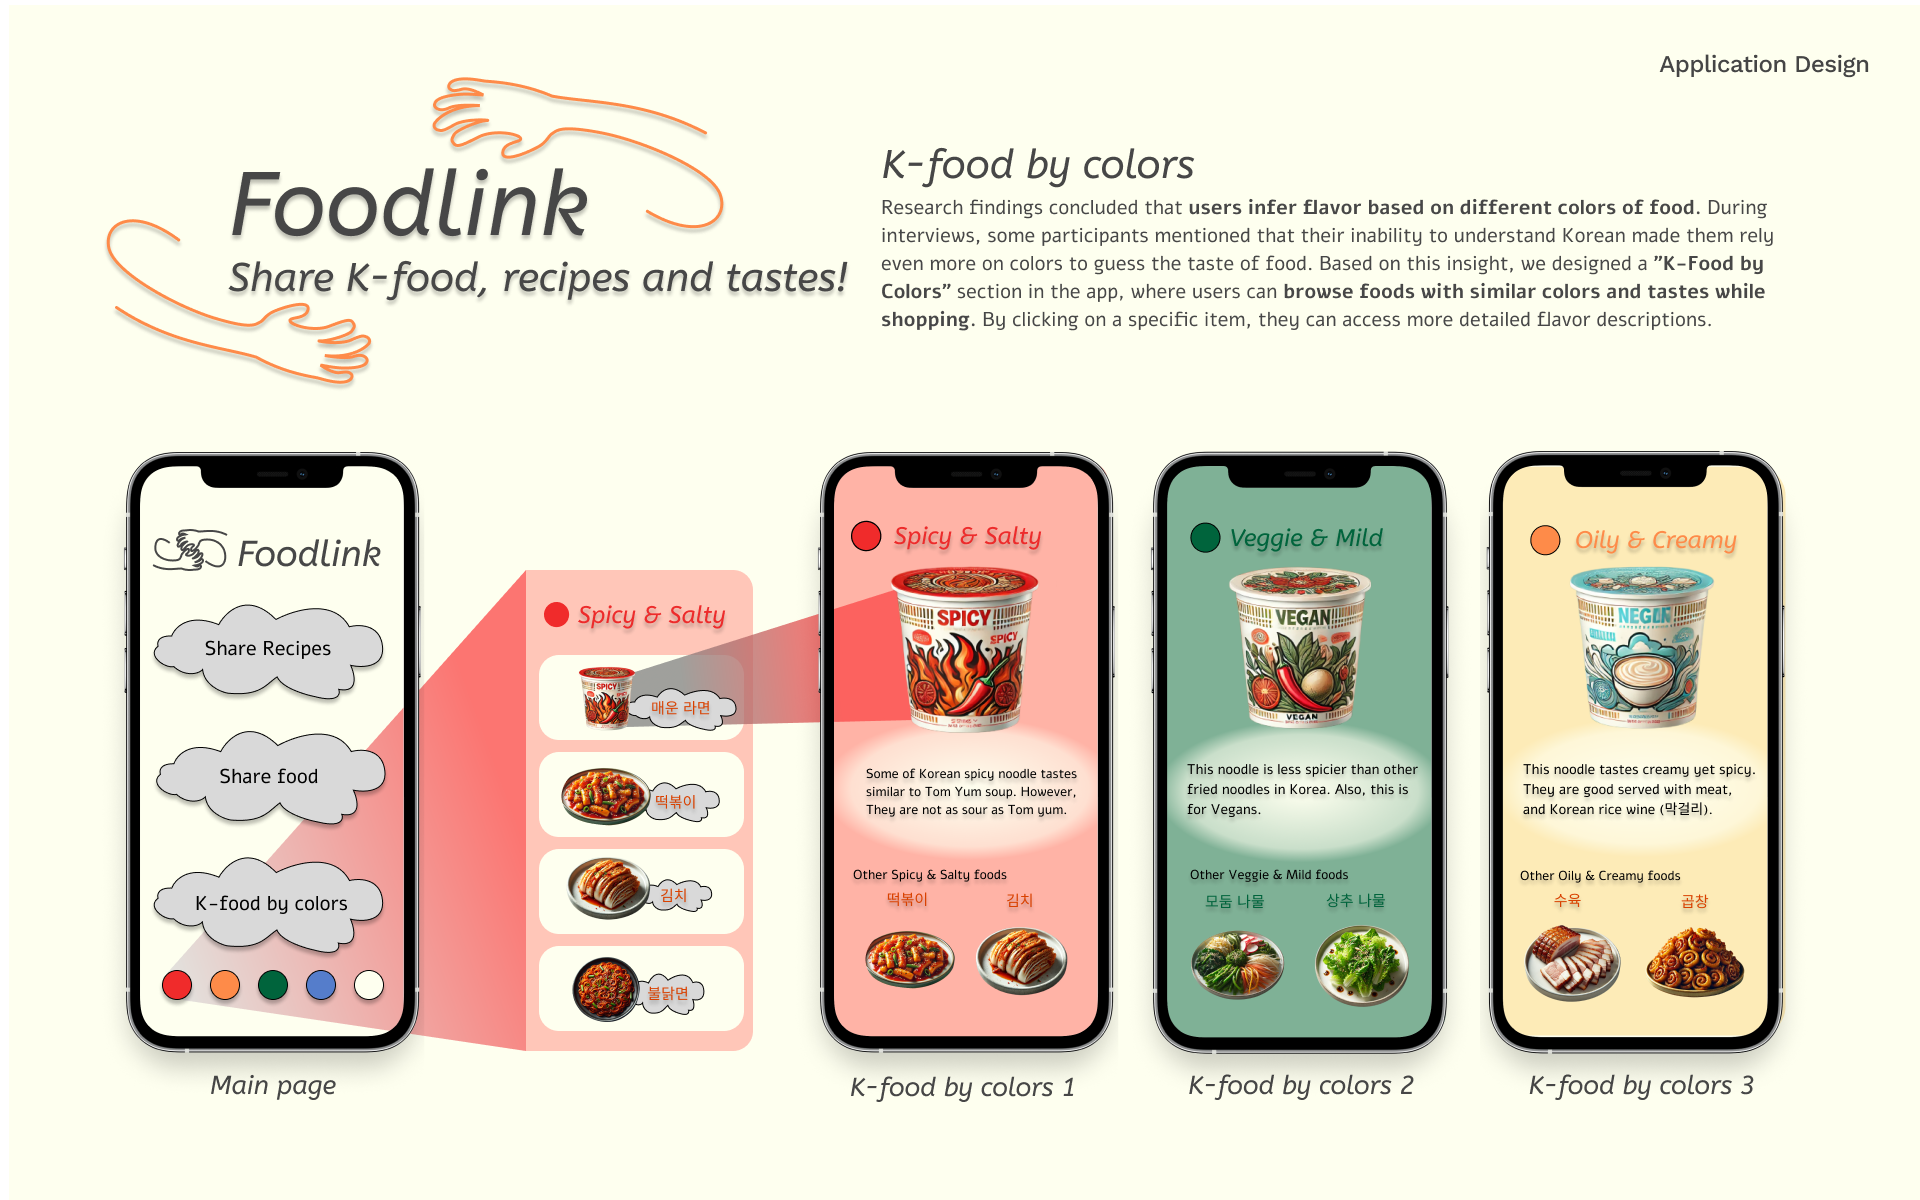 Application Design
Foodlink
Share K-food, recipes and tastes!
K-food by colors
Research findings concluded that users infer flavor based on different colors of food. During
interviews, some participants mentioned that their inability to understand Korean made them rely
even more on colors to guess the taste of food. Based on this insight, we designed a "K-Food by
Colors" section in the app, where users can browse foods with similar colors and tastes while
shopping. By clicking on a specific item, they can access more detailed flavor descriptions.
Foodlink
Share Recipes
Share food
K-food by colors
Main page
Spicy & Salty
SPICY
매운 라면
떡볶이
김치
불닭면
Spicy & Salty
SPICY
SPICY
Some of Korean spicy noodle tastes
similar to Tom Yum soup. However,
They are not as sour as Tom yum.
Other Spicy & Salty foods
떡볶이 김치
K-food by colors 1
Veggie & Mild
VEGAN
VEGAN
This noodle is less spicier than other
fried noodles in Korea. Also, this is
for Vegans.
Other Veggie & Mild foods
모둠 나물 상추 나물
K-food by colors 2
Oily & Creamy
This noodle tastes creamy yet spicy.
They are good served with meat,
and Korean rice wine (막걸리).
Other Oily & Creamy foods
수육 곱창
K-food by colors 3